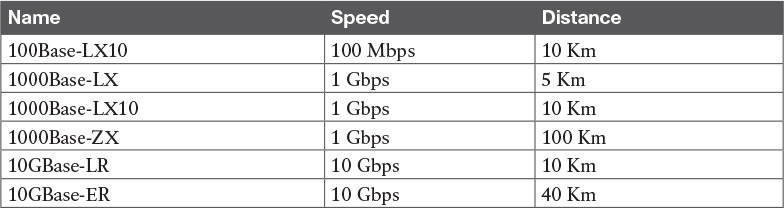 Name Speed Distance
100Base-LX10 100 Mbps 10 Km
1000Base-LX 1 Gbps 5 Km
1000Base-LX10 1 Gbps 10 Km
1000Base-ZX 1 Gbps 100 Km
10GBase-LR 10 Gbps 10 Km
10GBase-ER 10 Gbps 40 Km